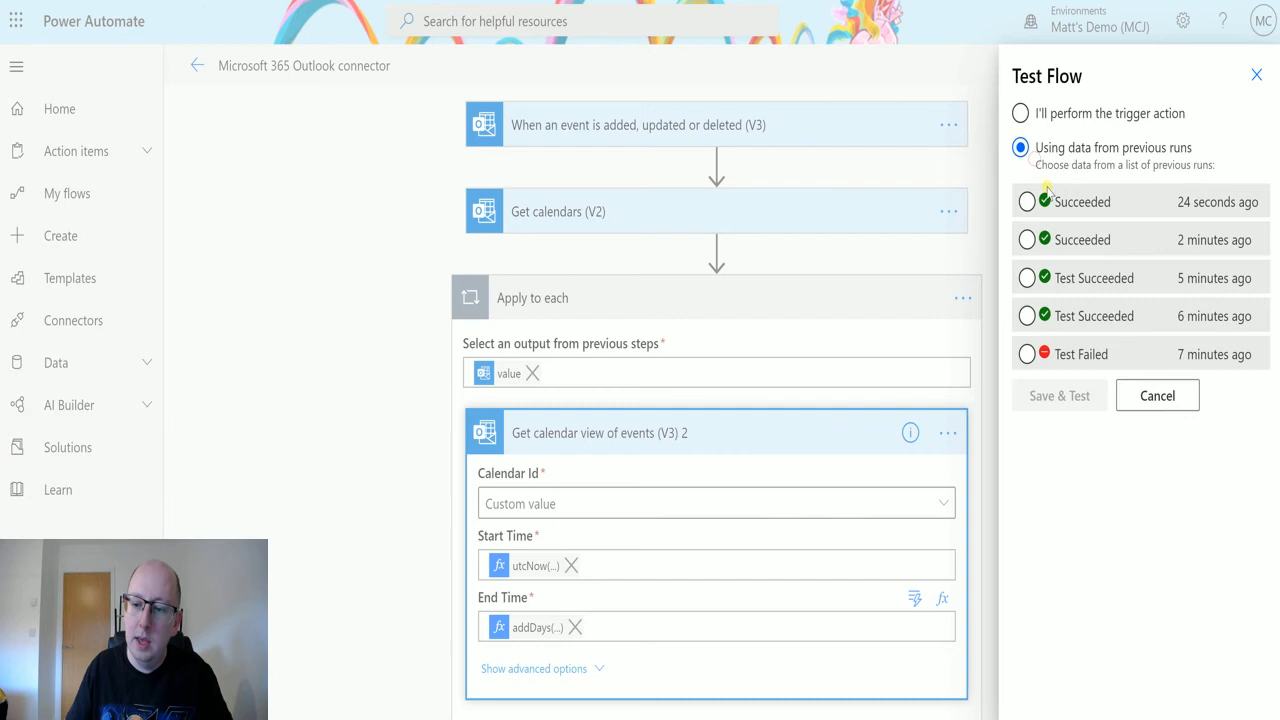 Power Automate
Search for helpful resources
Environments
Matt's Demo (MCJ)
?
MC
Home
Action items
My flows
Create
Templates
Connectors
Data
AI Builder
Solutions
Learn
Microsoft 365 Outlook connector
When an event is added, updated or deleted (V3)
Get calendars (V2)
Apply to each
Select an output from previous steps*
value
Get calendar view of events (V3) 2
Calendar Id*
Custom value
Start Time*
fx utcNow(...)
End Time*
fx
fx addDays(...)
Show advanced options
Test Flow
I'll perform the trigger action
Using data from previous runs
Choose data from a list of previous runs:
Succeeded 24 seconds ago
Succeeded 2 minutes ago
Test Succeeded 5 minutes ago
Test Succeeded 6 minutes ago
Test Failed 7 minutes ago
Save & Test Cancel